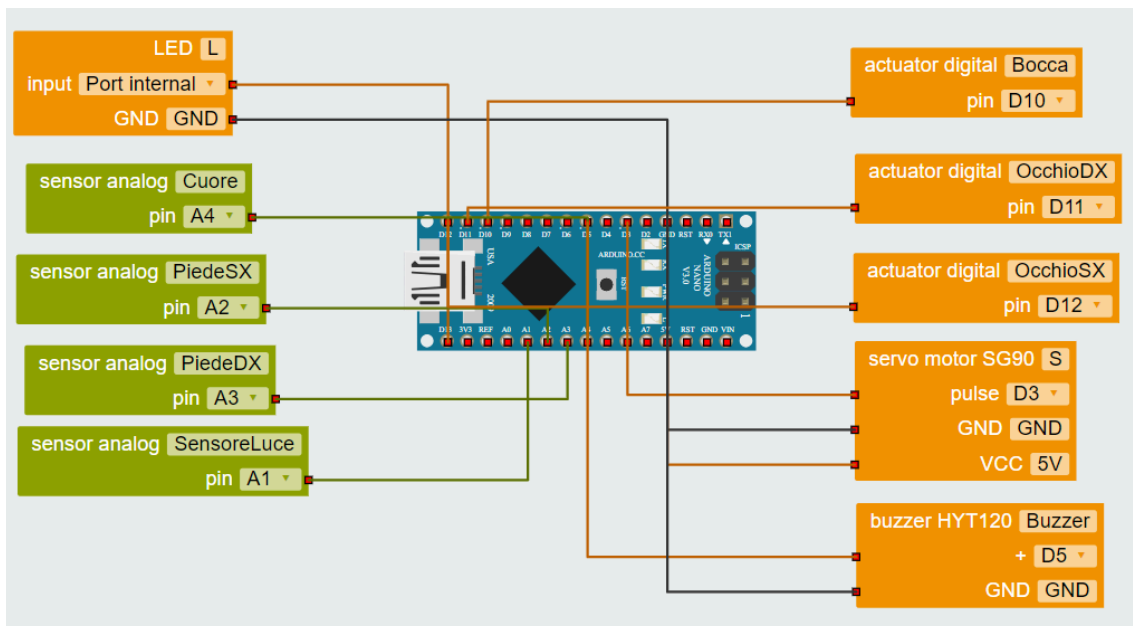 LED L
input Port internal
GND GND
sensor analog Cuore
pin A4
sensor analog PiedeSX
pin A2
sensor analog PiedeDX
pin A3
sensor analog SensoreLuce
pin A1
D12 D11 D10 D9 D8 D7 D6 D5 D4 D3 D2 GND RST RX0 TX1
USA
ARDUINO.CC
RST
ARDUINO
NANO
V3.0
ICSP
1
D13 3V3 REF A0 A1 A2 A3 A4 A5 A6 A7 5V RST GND VIN
actuator digital Bocca
pin D10
actuator digital OcchioDX
pin D11
actuator digital OcchioSX
pin D12
servo motor SG90 S
pulse D3
GND GND
VCC 5V
buzzer HYT120 Buzzer
+ D5
GND GND